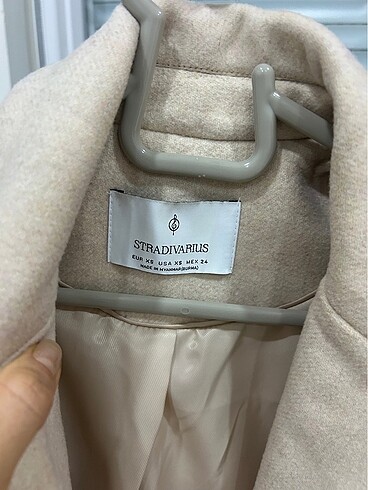 STRADIVARIUS
EUR XS USA XS MEX 24
MADE IN MYANMAR(BURMA)